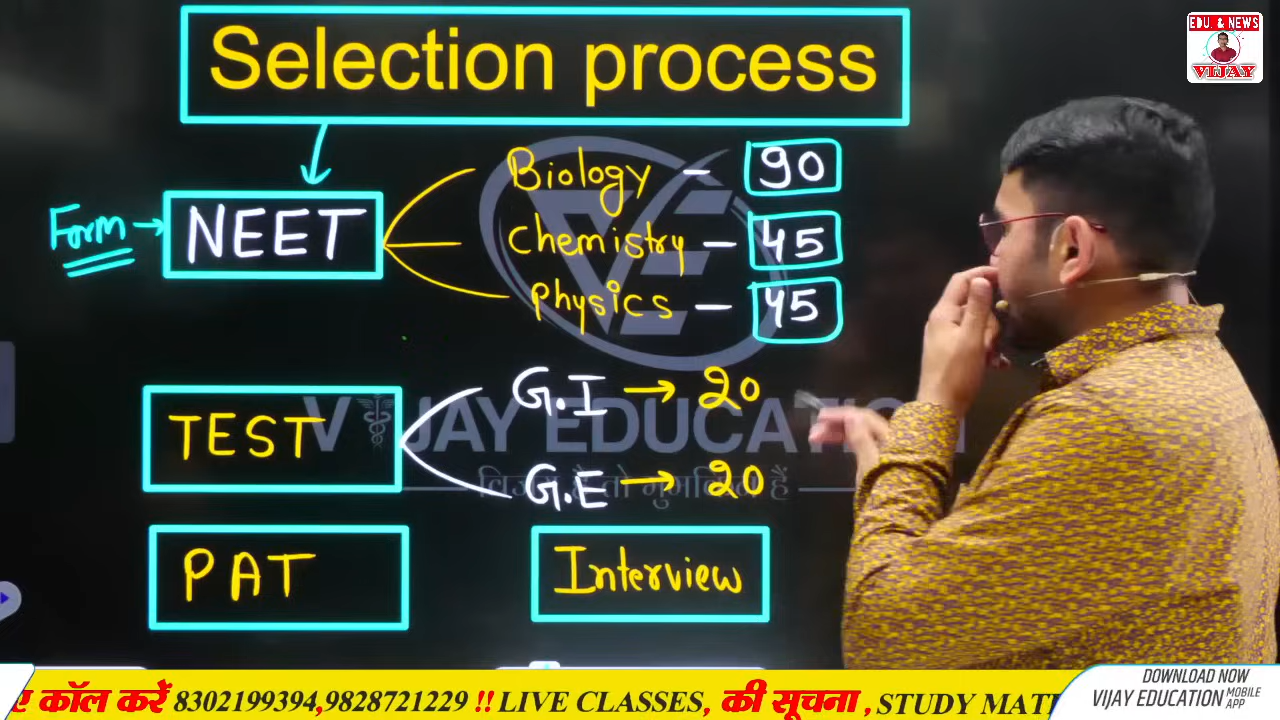 EDU. & NEWS
VIJAY
Selection process
Form → NEET
Biology - 90
Chemistry - 45
Physics - 45
TEST
G.I → 20
G.E → 20
VIJAY EDUCATION
PAT
Interview
कॉल करें 8302199394,9828721229 !! LIVE CLASSES, की सूचना , STUDY MAT
DOWNLOAD NOW
VIJAY EDUCATION MOBILE APP